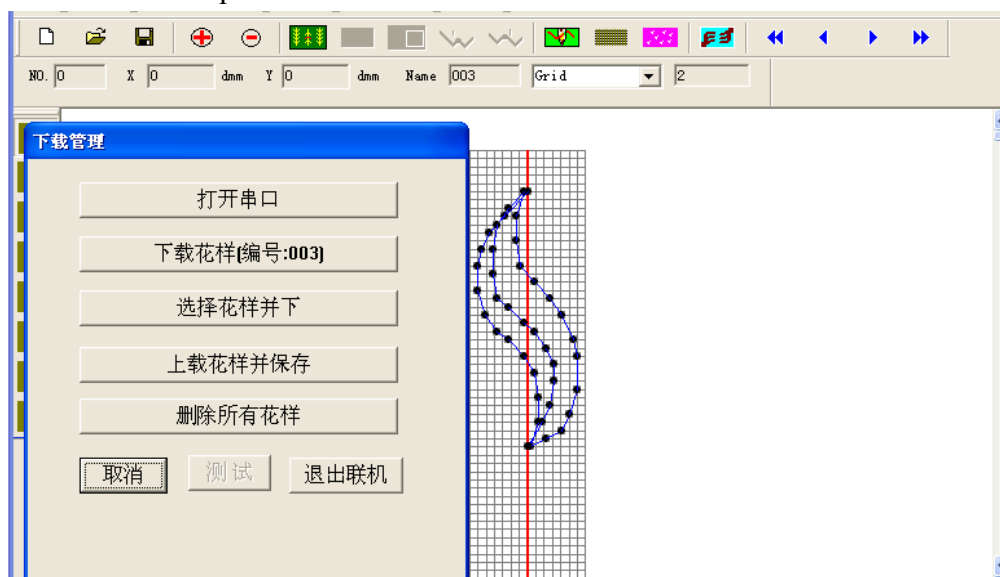 NO. 0 X 0 dmm Y 0 dmm Name 003 Grid 2
下载管理
打开串口
下载花样(编号:003)
选择花样并下
上载花样并保存
删除所有花样
取消 测试 退出联机